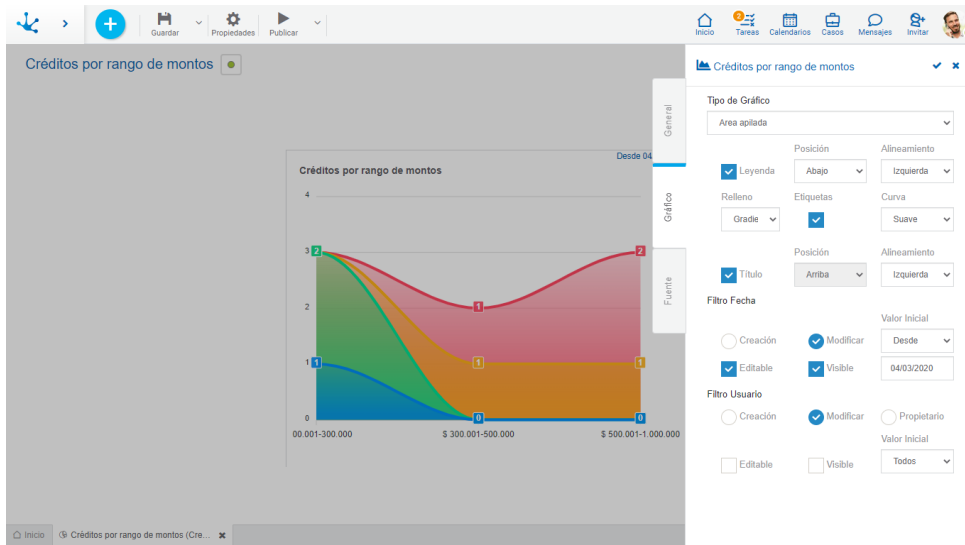 Guardar
Propiedades
Publicar
Inicio
2
Tareas
Calendarios
Casos
Mensajes
Invitar
Créditos por rango de montos
Desde 04
Créditos por rango de montos
4
3
2
1
0
2
2
1
1
1
1
0
0
00.001-300.000
$ 300.001-500.000
$ 500.001-1.000.000
General
Gráfico
Fuente
Créditos por rango de montos
Tipo de Gráfico
Area apilada
Posición
Alineamiento
Leyenda
Abajo
Izquierda
Relleno
Etiquetas
Curva
Gradie
Suave
Posición
Alineamiento
Título
Arriba
Izquierda
Filtro Fecha
Valor Inicial
Creación
Modificar
Desde
Editable
Visible
04/03/2020
Filtro Usuario
Creación
Modificar
Propietario
Valor Inicial
Editable
Visible
Todos
Inicio
Créditos por rango de montos (Cre...